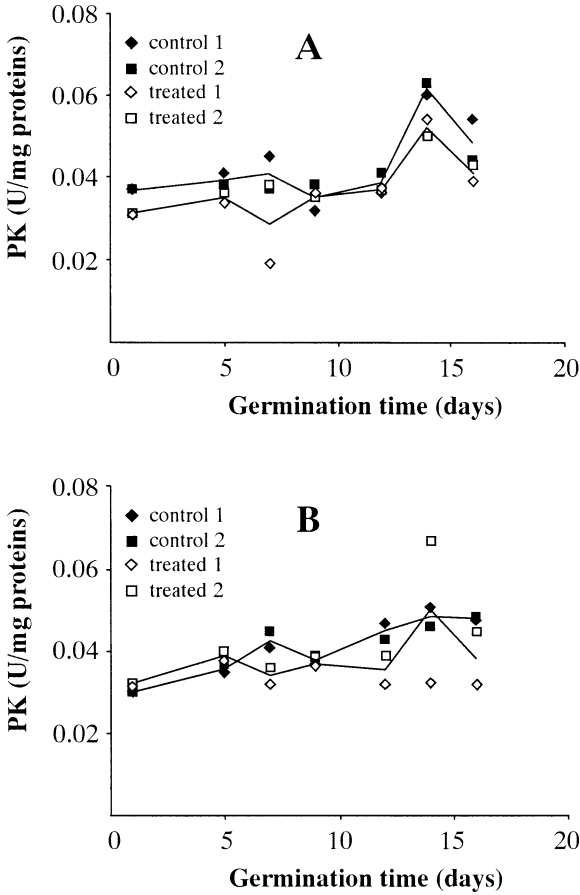 0.08
0.06
0.04
0.02
PK (U/mg proteins)
A
control 1
control 2
treated 1
treated 2
0 5 10 15 20
Germination time (days)
0.08
0.06
0.04
0.02
PK (U/mg proteins)
B
control 1
control 2
treated 1
treated 2
0 5 10 15 20
Germination time (days)